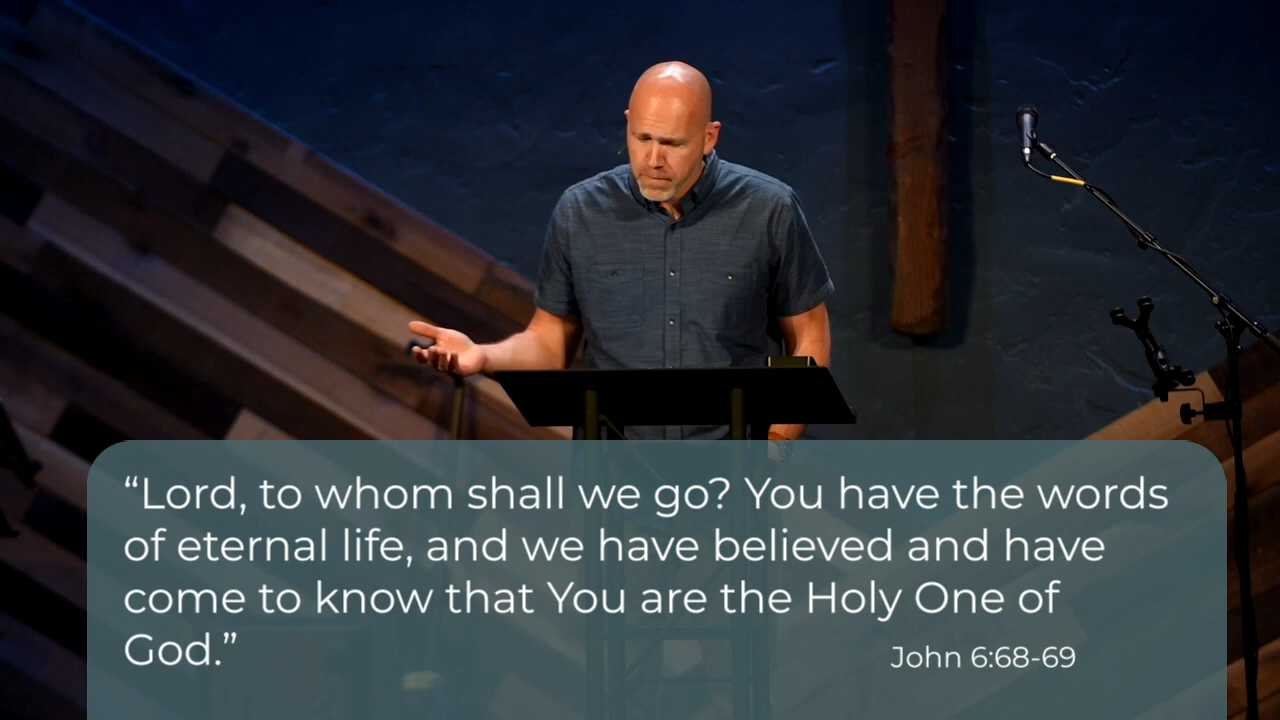 “Lord, to whom shall we go? You have the words
of eternal life, and we have believed and have
come to know that You are the Holy One of
God.”
John 6:68-69